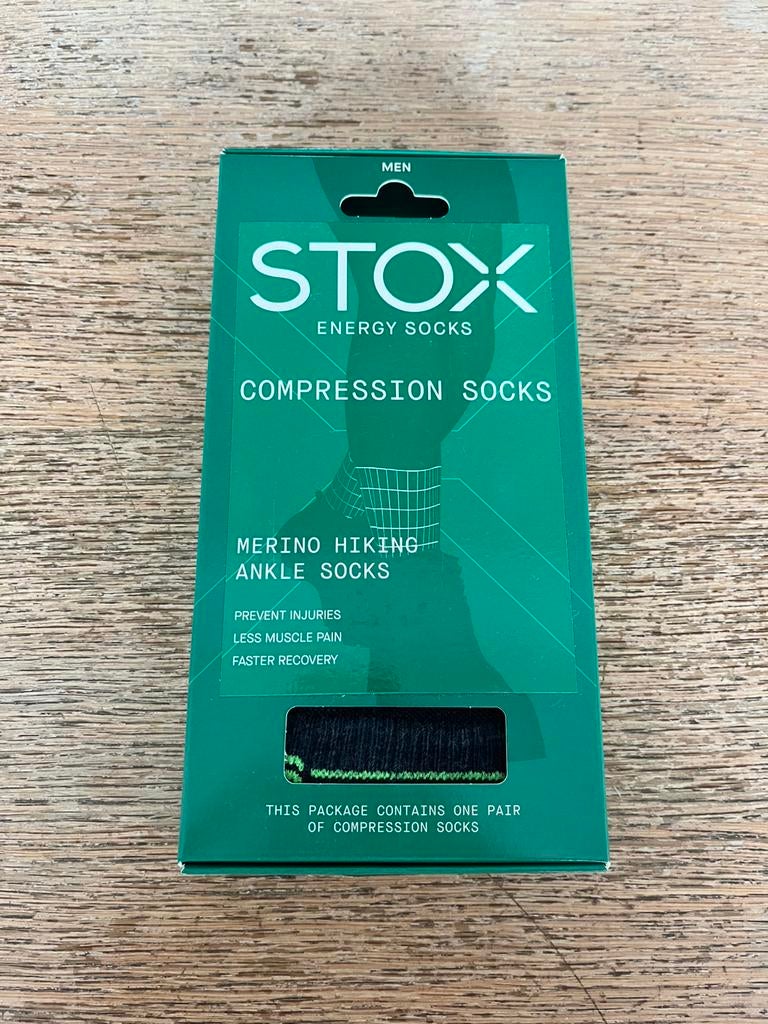 MEN
STOX
ENERGY SOCKS
COMPRESSION SOCKS
MERINO HIKING
ANKLE SOCKS
PREVENT INJURIES
LESS MUSCLE PAIN
FASTER RECOVERY
THIS PACKAGE CONTAINS ONE PAIR
OF COMPRESSION SOCKS